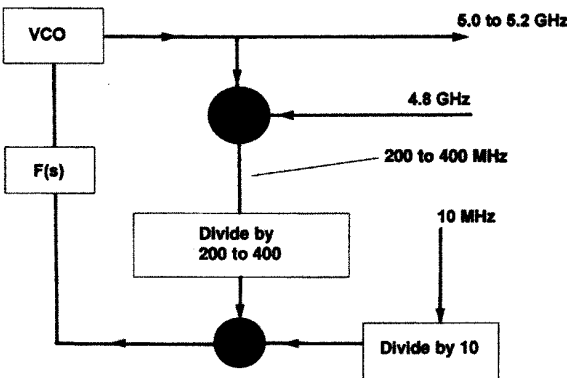 VCO
5.0 to 5.2 GHz
4.8 GHz
200 to 400 MHz
F(s)
10 MHz
Divide by
200 to 400
Divide by 10